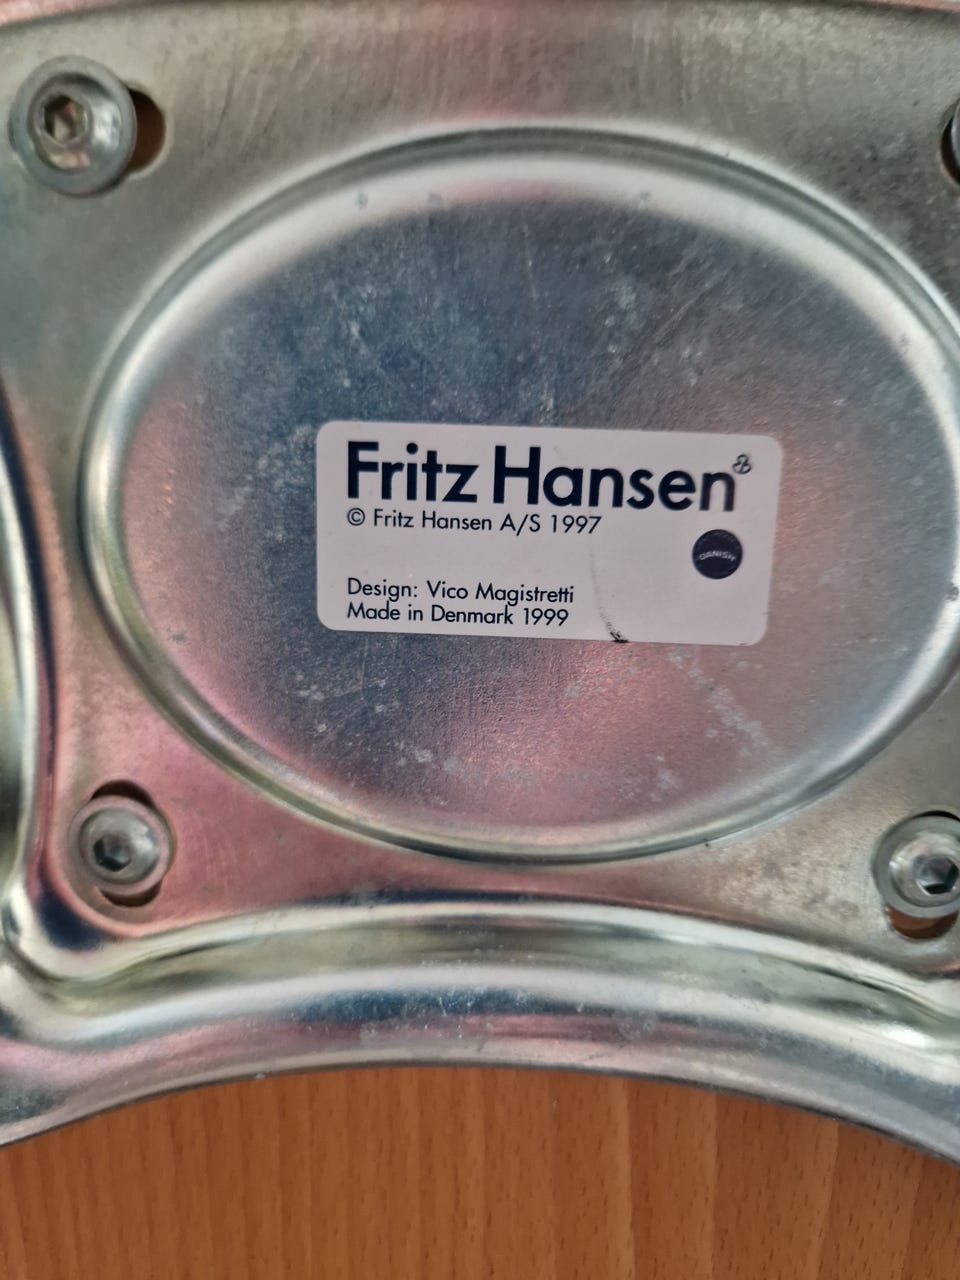 Fritz Hansen
© Fritz Hansen A/S 1997
DANISH
Design: Vico Magistretti
Made in Denmark 1999